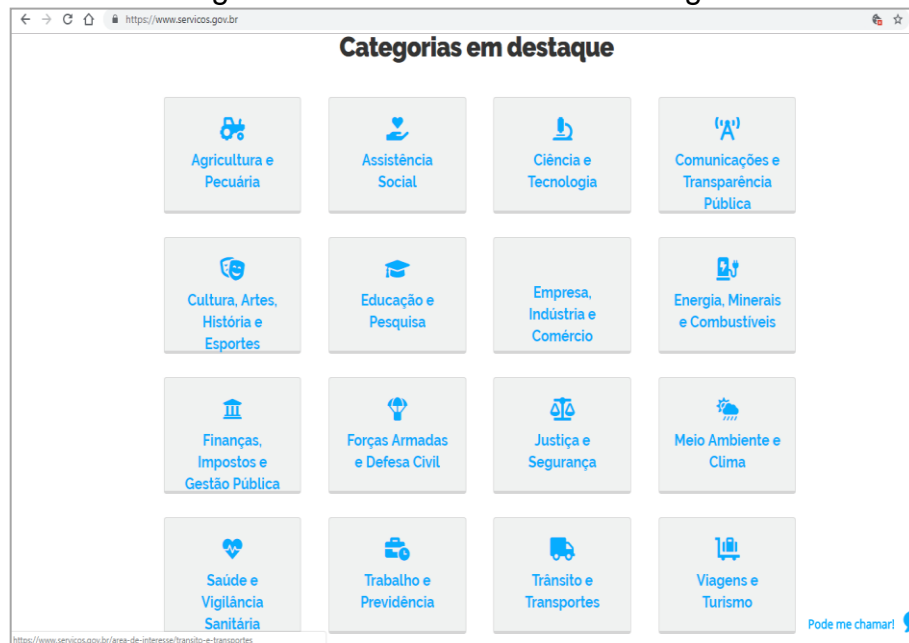 https://www.servicos.gov.br
Categorias em destaque
Agricultura e
Pecuária
Assistência
Social
Ciência e
Tecnologia
Comunicações e
Transparência
Pública
Cultura, Artes,
História e
Esportes
Educação e
Pesquisa
Empresa,
Indústria e
Comércio
Energia, Minerais
e Combustíveis
Finanças,
Impostos e
Gestão Pública
Forças Armadas
e Defesa Civil
Justiça e
Segurança
Meio Ambiente e
Clima
Saúde e
Vigilância
Sanitária
Trabalho e
Previdência
Trânsito e
Transportes
Viagens e
Turismo
Pode me chamar!
https://www.servicos.gov.br/area-de-interesse/transito-e-transportes